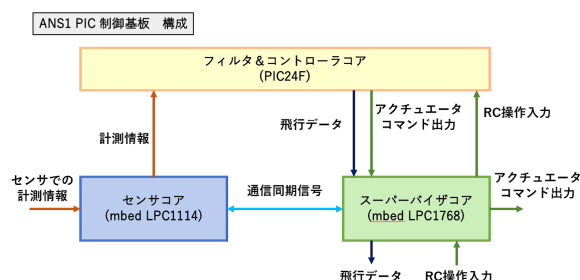 ANS1 PIC 制御基板　構成
フィルタ＆コントローラコア
(PIC24F)
計測情報
飛行データ
アクチュエータ
コマンド出力
RC操作入力
センサでの
計測情報
センサコア
(mbed LPC1114)
通信同期信号
スーパーバイザコア
(mbed LPC1768)
アクチュエータ
コマンド出力
飛行データ
RC操作入力